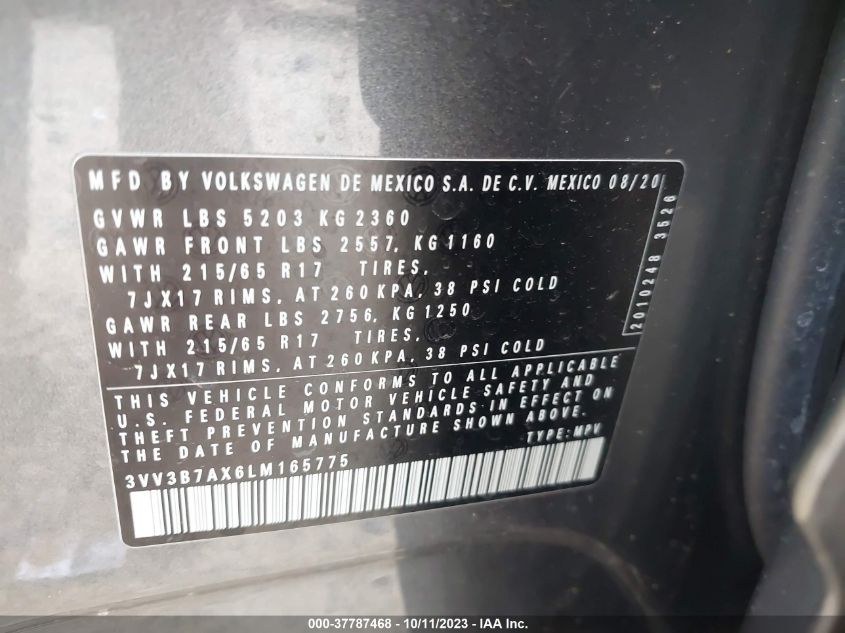 MFD BY VOLKSWAGEN DE MEXICO S.A. DE C.V. MEXICO 08/20
GVWR LBS 5203 KG 2360
GAWR FRONT LBS 2557, KG 1160
WITH 215/65 R17 TIRES,
7JX17 RIMS, AT 260 KPA, 38 PSI COLD
GAWR REAR LBS 2756, KG 1250
WITH 215/65 R17 TIRES,
7JX17 RIMS, AT 260 KPA, 38 PSI COLD
2010248 3526
THIS VEHICLE CONFORMS TO ALL APPLICABLE
U.S. FEDERAL MOTOR VEHICLE SAFETY AND
THEFT PREVENTION STANDARDS IN EFFECT ON
THE DATE OF MANUFACTURE SHOWN ABOVE.
TYPE: MPV
3VV3B7AX6LM165775
000-37787468 - 10/11/2023 - © IAA Inc.